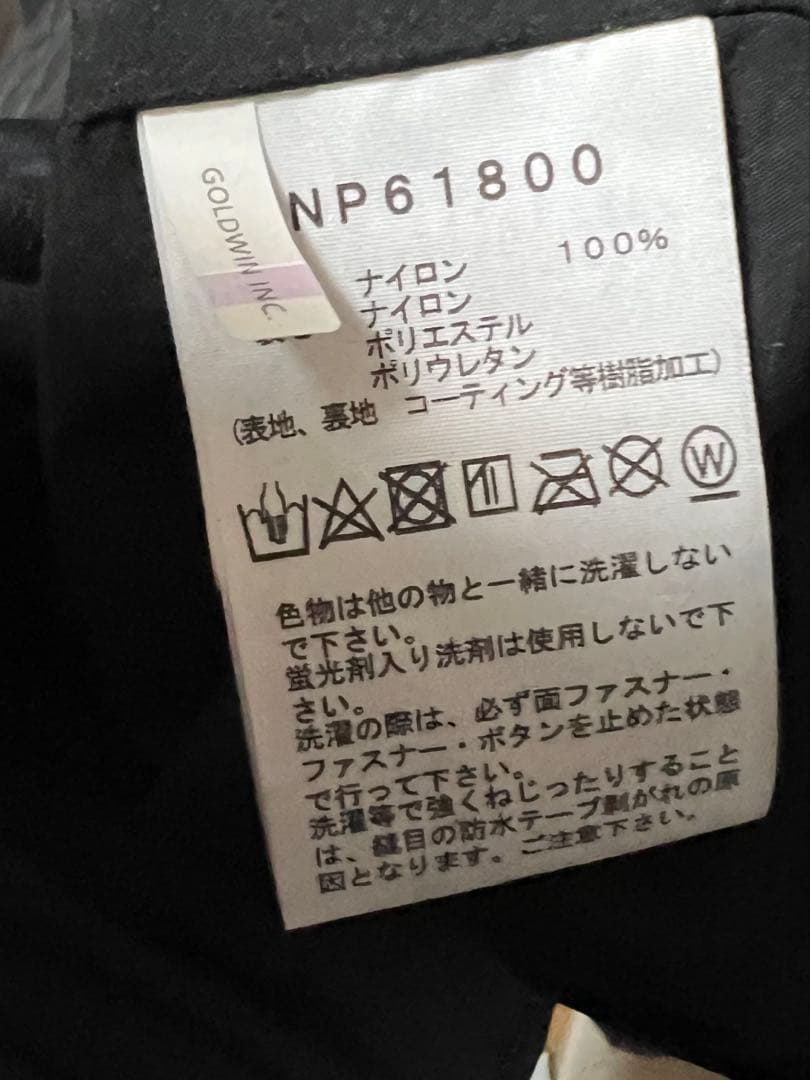 GOLDWIN INC.
NP61800
ナイロン 100%
ナイロン
ポリエステル
ポリウレタン
(表地、裏地 コーティング等樹脂加工)
W
色物は他の物と一緒に洗濯しない
で下さい。
蛍光剤入り洗剤は使用しないで下
さい。
洗濯の際は、必ず面ファスナー・
ファスナー・ボタンを止めた状態
で行って下さい。
洗濯等で強くねじったりすること
は、縫目の防水テープ剝がれの原
因となります。ご注意下さい。